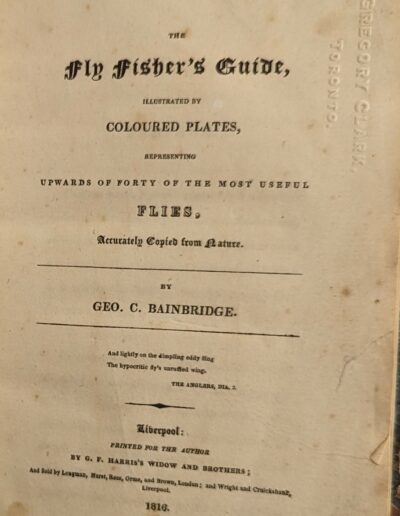 THE
Fly Fisher's Guide,
ILLUSTRATED BY
COLOURED PLATES,
REPRESENTING
UPWARDS OF FORTY OF THE MOST USEFUL
FLIES,
Accurately Copied from Nature.
BY
GEO. C. BAINBRIDGE.
And lightly on the dimpling eddy fling
The hypocritic fly's unruffled wing.
THE ANGLERS, DIA. 2.
Liverpool:
PRINTED FOR THE AUTHOR
BY G. F. HARRIS'S WIDOW AND BROTHERS;
And Sold by Longman, Hurst, Rees, Orme, and Brown, London; and Wright and Cruickshank,
Liverpool.
1816.
GREGORY CLARK
TORONTO.